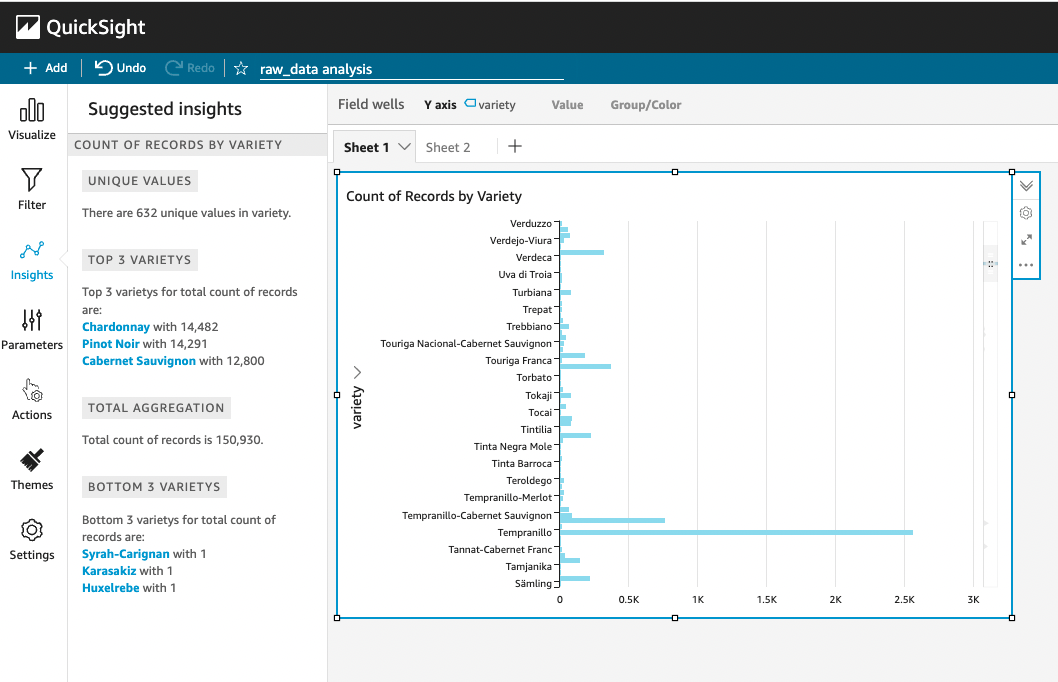 QuickSight
Add
Undo
Redo
raw_data analysis
Visualize
Filter
Insights
Parameters
Actions
Themes
Settings
Suggested insights
COUNT OF RECORDS BY VARIETY
UNIQUE VALUES
There are 632 unique values in variety.
TOP 3 VARIETYS
Top 3 varietys for total count of records
are:
Chardonnay with 14,482
Pinot Noir with 14,291
Cabernet Sauvignon with 12,800
TOTAL AGGREGATION
Total count of records is 150,930.
BOTTOM 3 VARIETYS
Bottom 3 varietys for total count of
records are:
Syrah-Carignan with 1
Karasakiz with 1
Huxelrebe with 1
Field wells Y axis variety Value Group/Color
Sheet 1 Sheet 2
Count of Records by Variety
variety
Verduzzo
Verdejo-Viura
Verdeca
Uva di Troia
Turbiana
Trepat
Trebbiano
Touriga Nacional-Cabernet Sauvignon
Touriga Franca
Torbato
Tokaji
Tocai
Tintilia
Tinta Negra Mole
Tinta Barroca
Teroldego
Tempranillo-Merlot
Tempranillo-Cabernet Sauvignon
Tempranillo
Tannat-Cabernet Franc
Tamjanika
Sämling
0 0.5K 1K 1.5K 2K 2.5K 3K